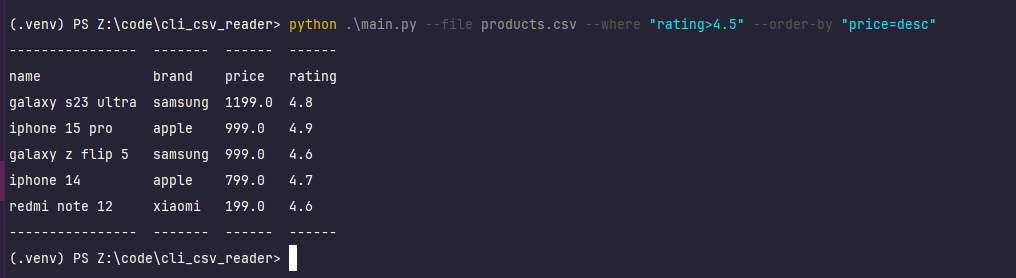 (.venv) PS Z:\code\cli_csv_reader> python .\main.py --file products.csv --where "rating>4.5" --order-by "price=desc"
----------------  -------  ------  ------
name              brand    price   rating
galaxy s23 ultra  samsung  1199.0  4.8
iphone 15 pro     apple    999.0   4.9
galaxy z flip 5   samsung  999.0   4.6
iphone 14         apple    799.0   4.7
redmi note 12     xiaomi   199.0   4.6
----------------  -------  ------  ------
(.venv) PS Z:\code\cli_csv_reader>